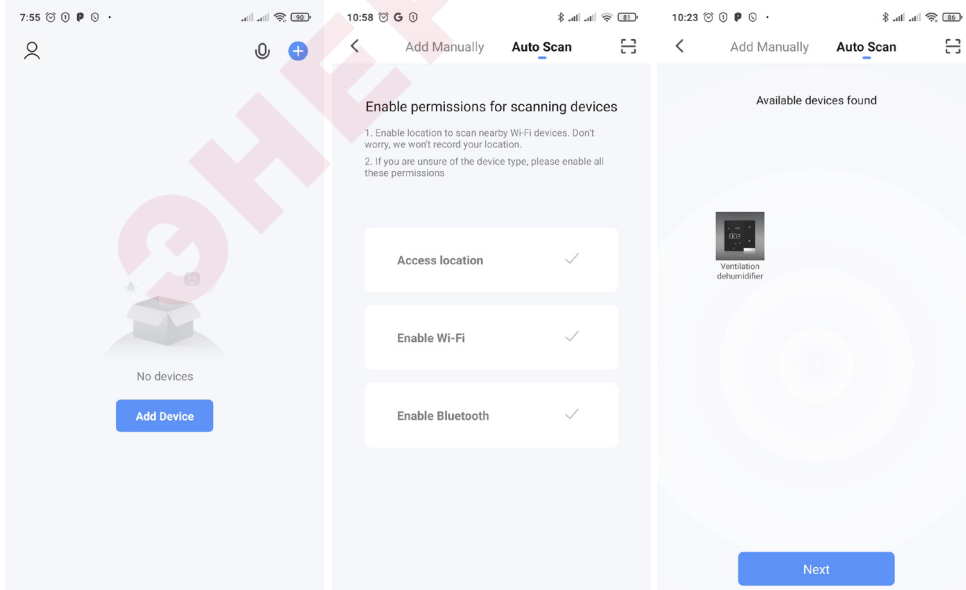 7:55
90
No devices
Add Device
10:58
G
81
Add Manually
Auto Scan
Enable permissions for scanning devices
1. Enable location to scan nearby Wi-Fi devices. Don't
worry, we won't record your location.
2. If you are unsure of the device type, please enable all
these permissions
Access location
Enable Wi-Fi
Enable Bluetooth
10:23
86
Add Manually
Auto Scan
Available devices found
Ventilation
dehumidifier
Next
ЭНЕ